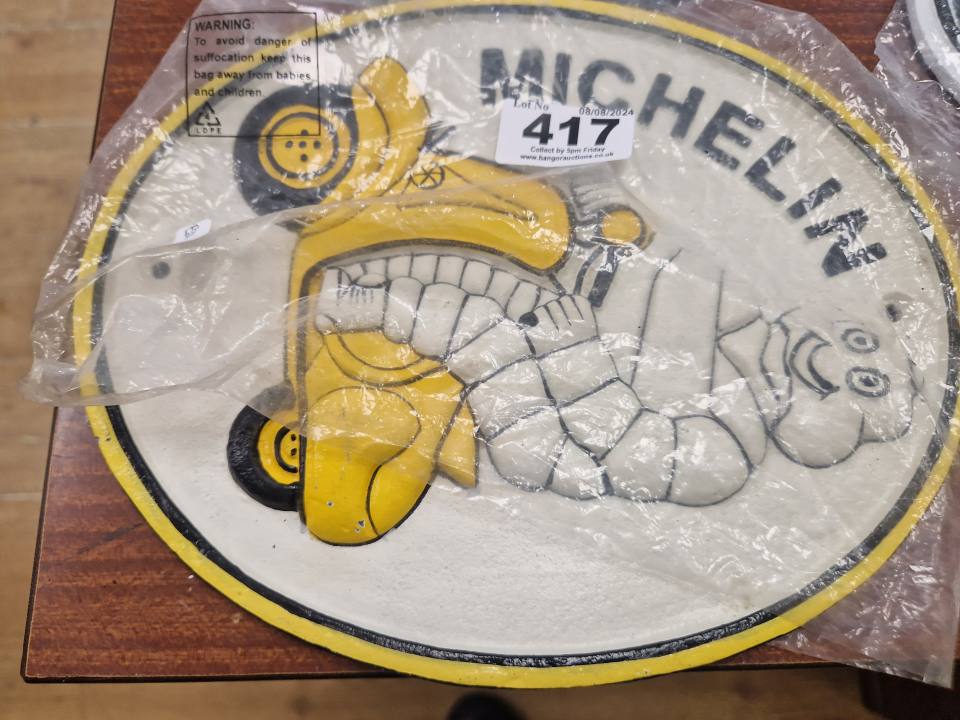 WARNING:
To avoid danger of
suffocation keep this
bag away from babies
and children.
LDPE
MICHELIN
Lot No 08/08/2024
417
Collect by 5pm Friday
www.bangorauctions.co.uk